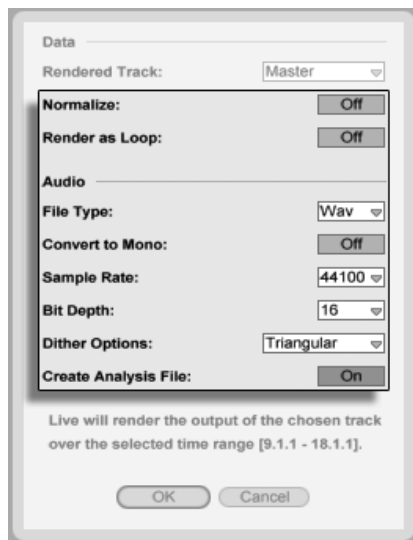 Data
Rendered Track: Master
Normalize: Off
Render as Loop: Off
Audio
File Type: Wav
Convert to Mono: Off
Sample Rate: 44100
Bit Depth: 16
Dither Options: Triangular
Create Analysis File: On
Live will render the output of the chosen track
over the selected time range [9.1.1 - 18.1.1].
OK Cancel